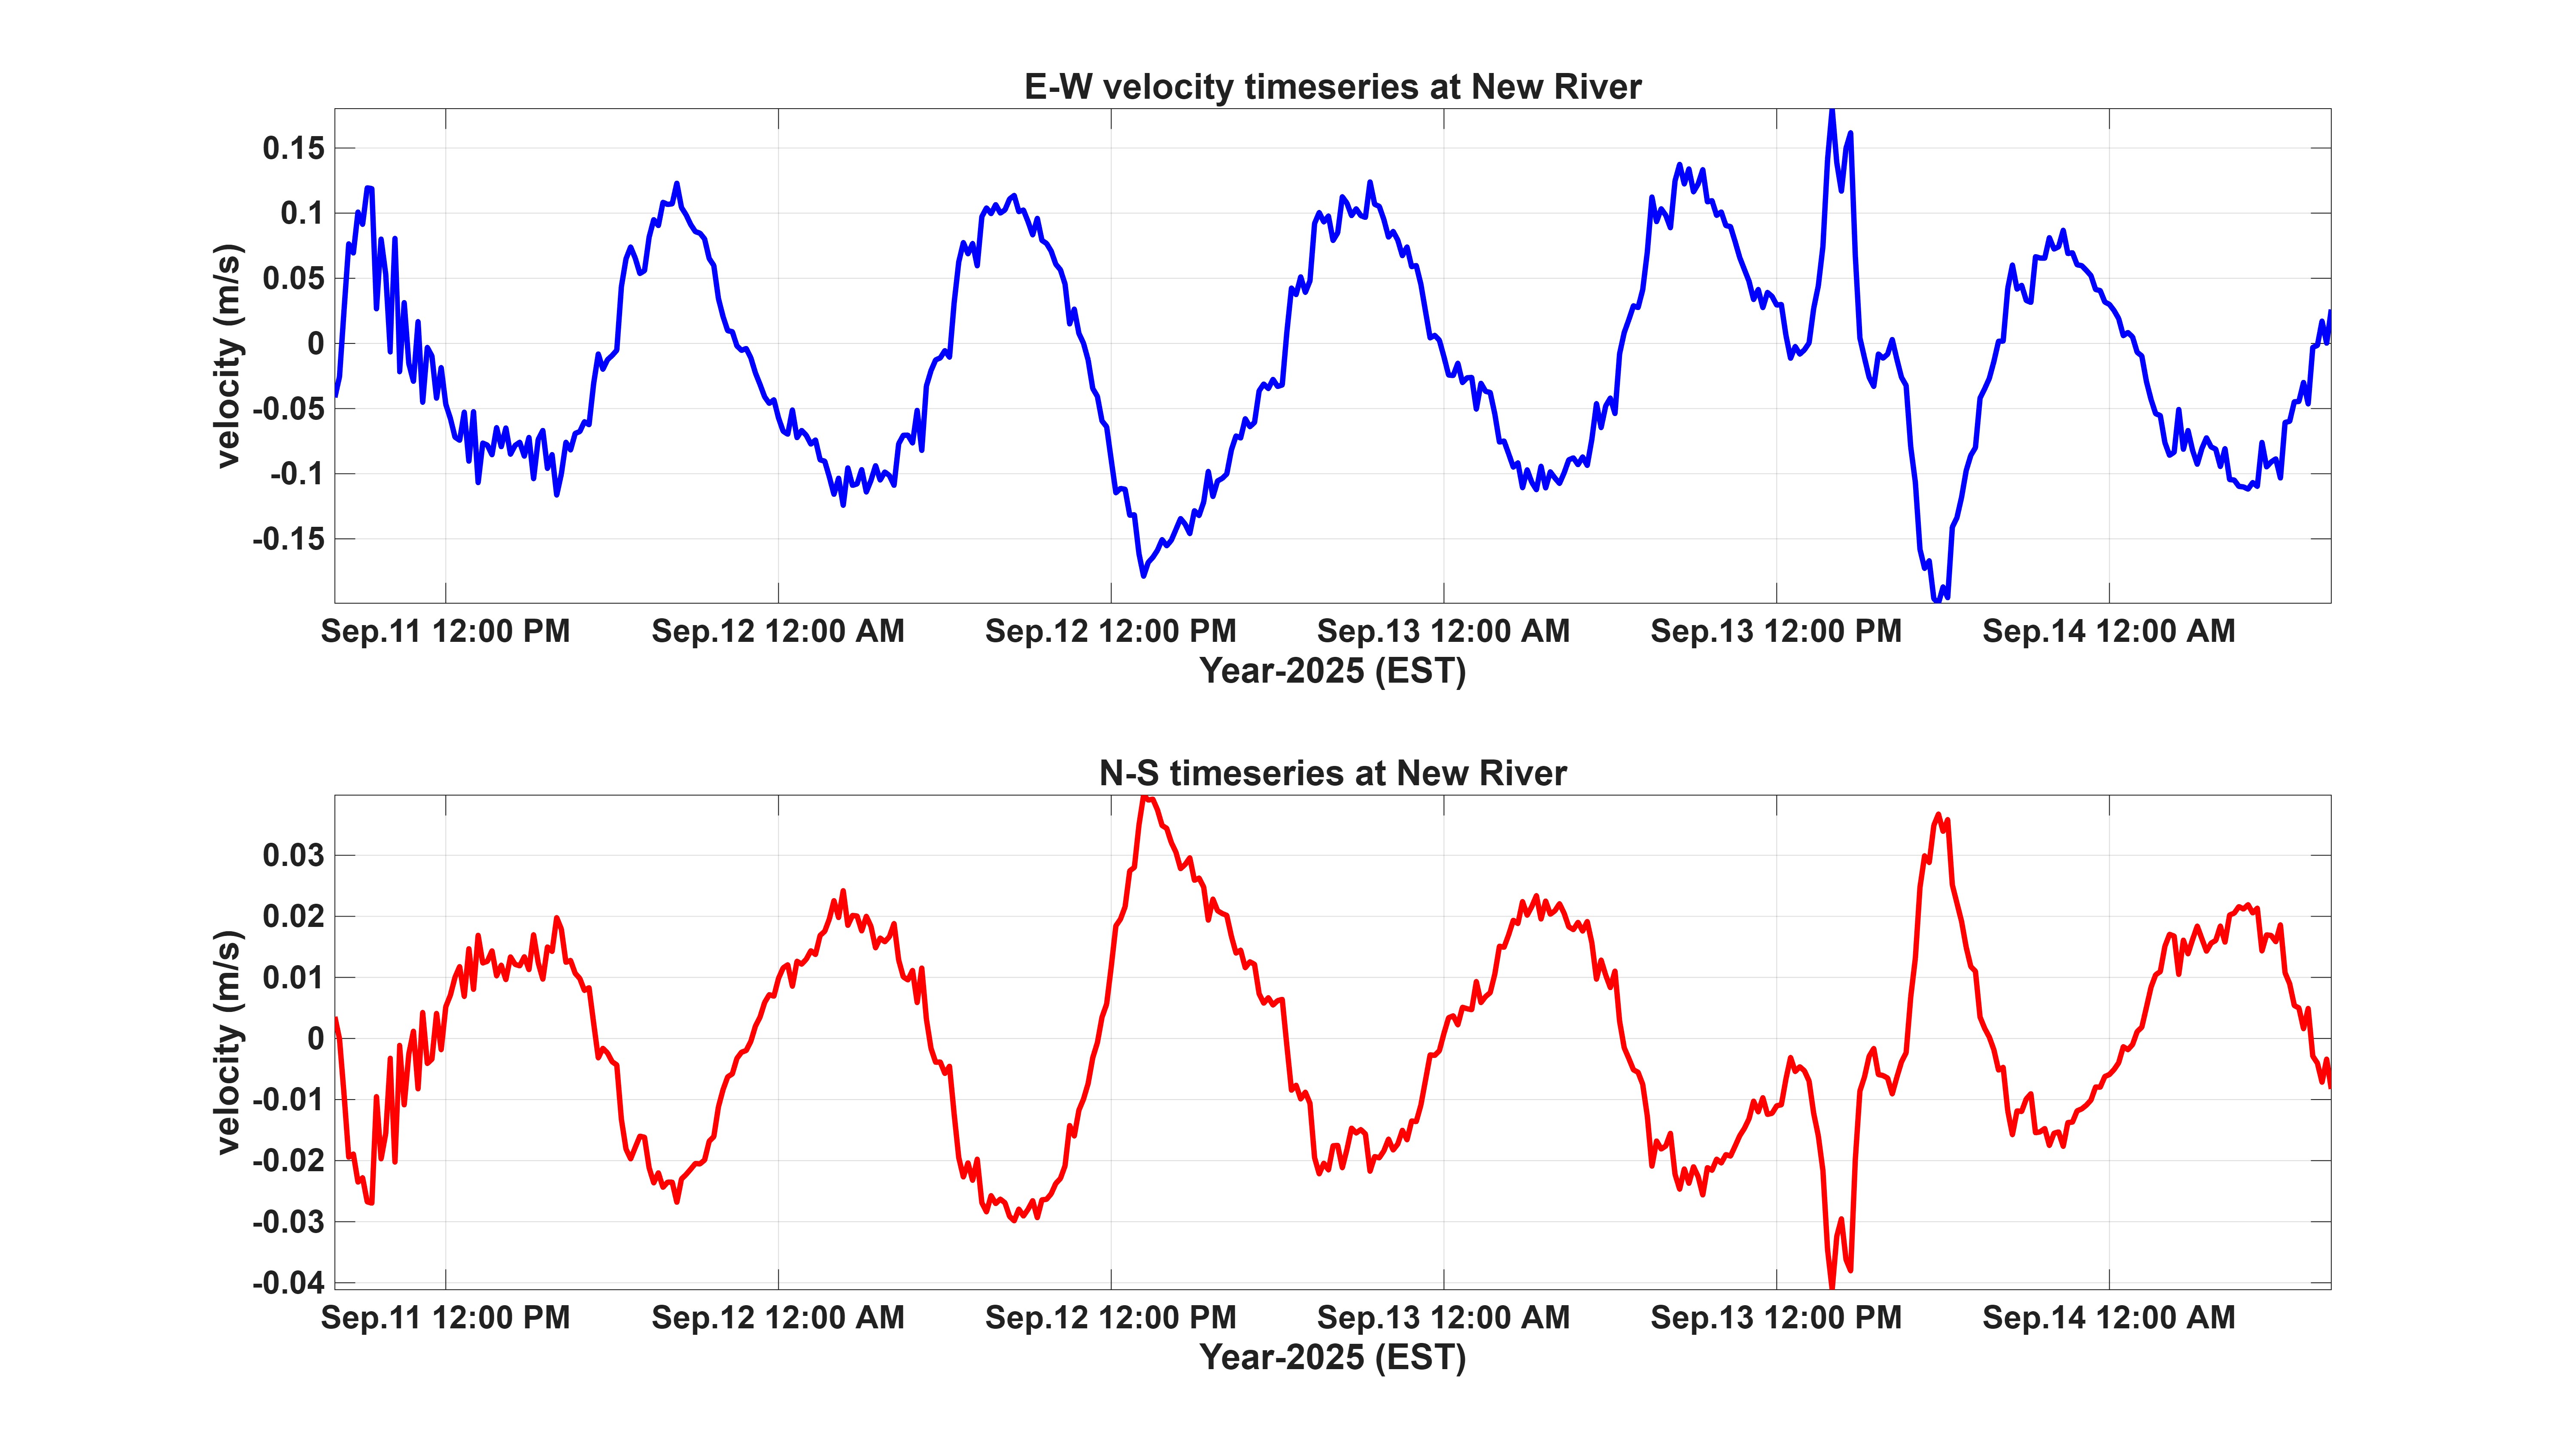 E-W velocity timeseries at New River
velocity (m/s)
0.15
0.1
0.05
0
-0.05
-0.1
-0.15
Sep.11 12:00 PM Sep.12 12:00 AM Sep.12 12:00 PM Sep.13 12:00 AM Sep.13 12:00 PM Sep.14 12:00 AM
Year-2025 (EST)
N-S timeseries at New River
velocity (m/s)
0.03
0.02
0.01
0
-0.01
-0.02
-0.03
-0.04
Sep.11 12:00 PM Sep.12 12:00 AM Sep.12 12:00 PM Sep.13 12:00 AM Sep.13 12:00 PM Sep.14 12:00 AM
Year-2025 (EST)